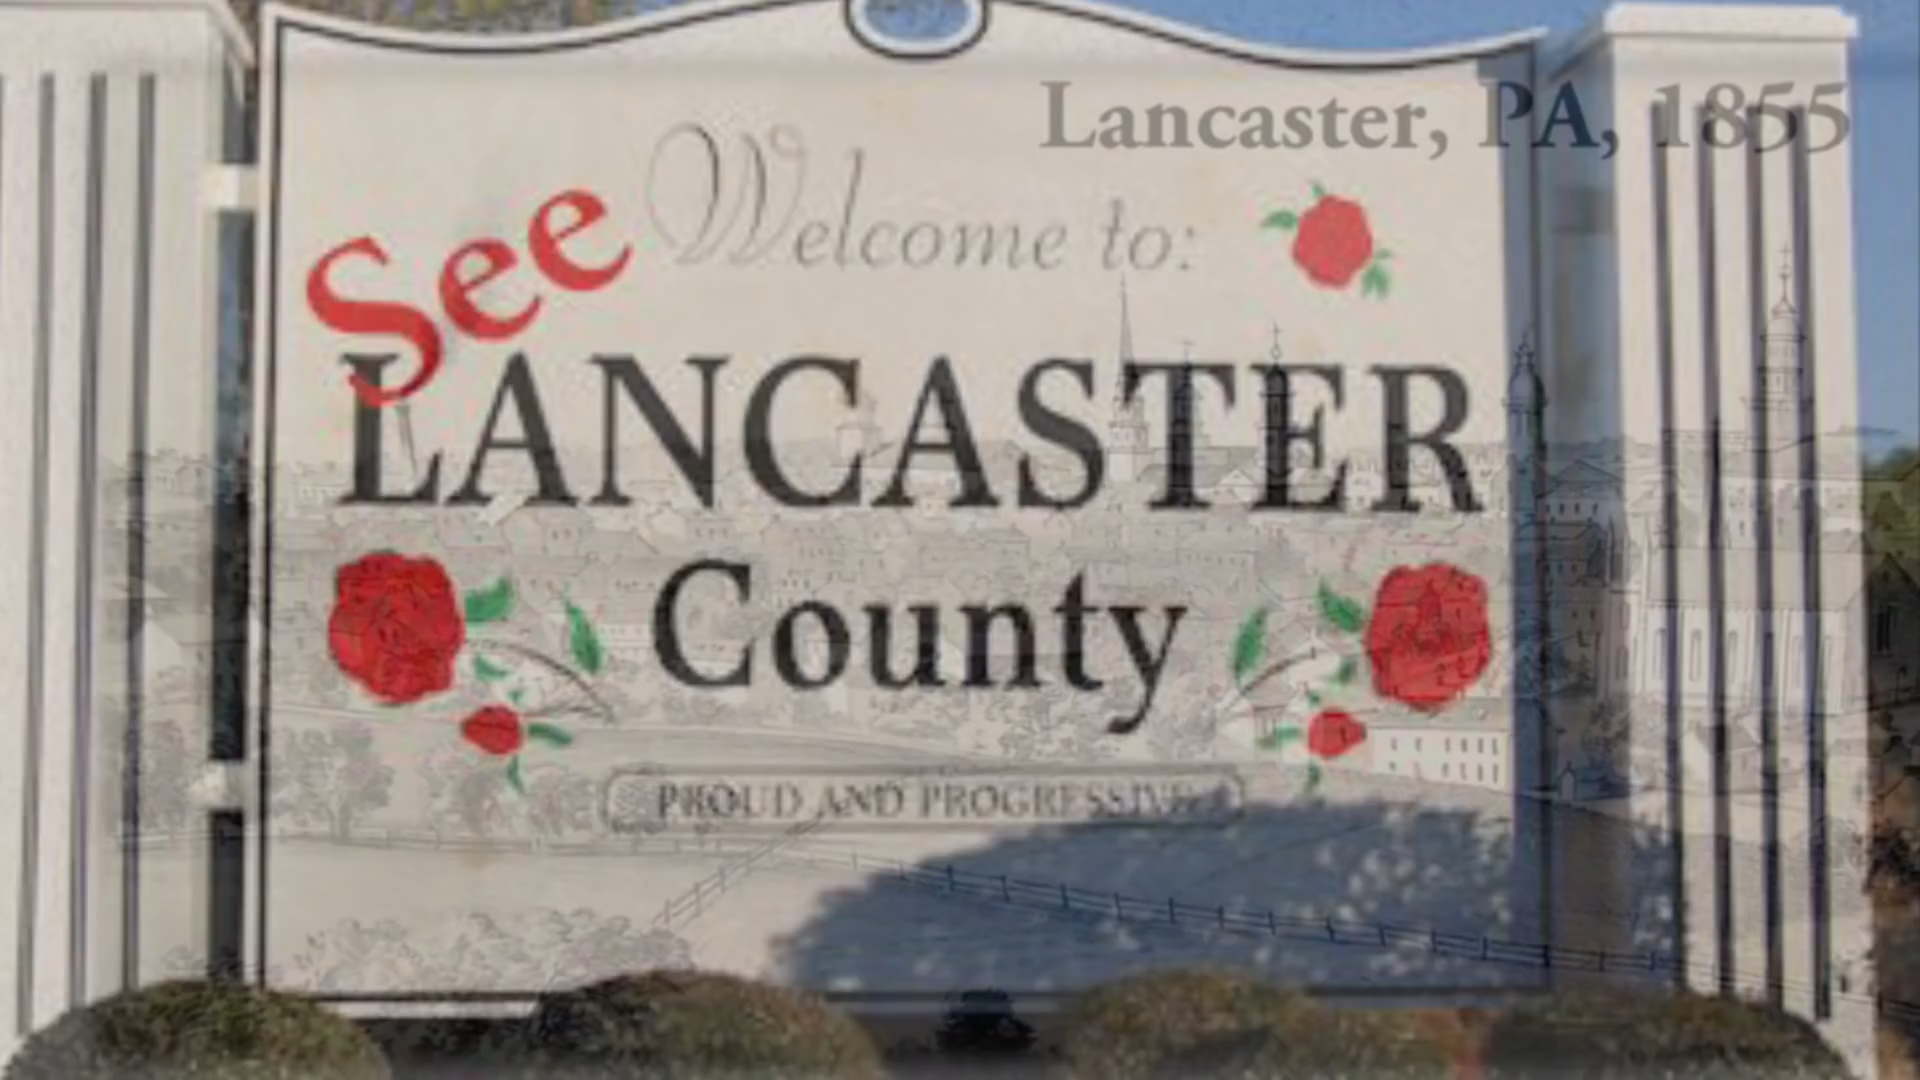 Lancaster, PA, 1855
See
Welcome to:
LANCASTER
County
PROUD AND PROGRESSIVE